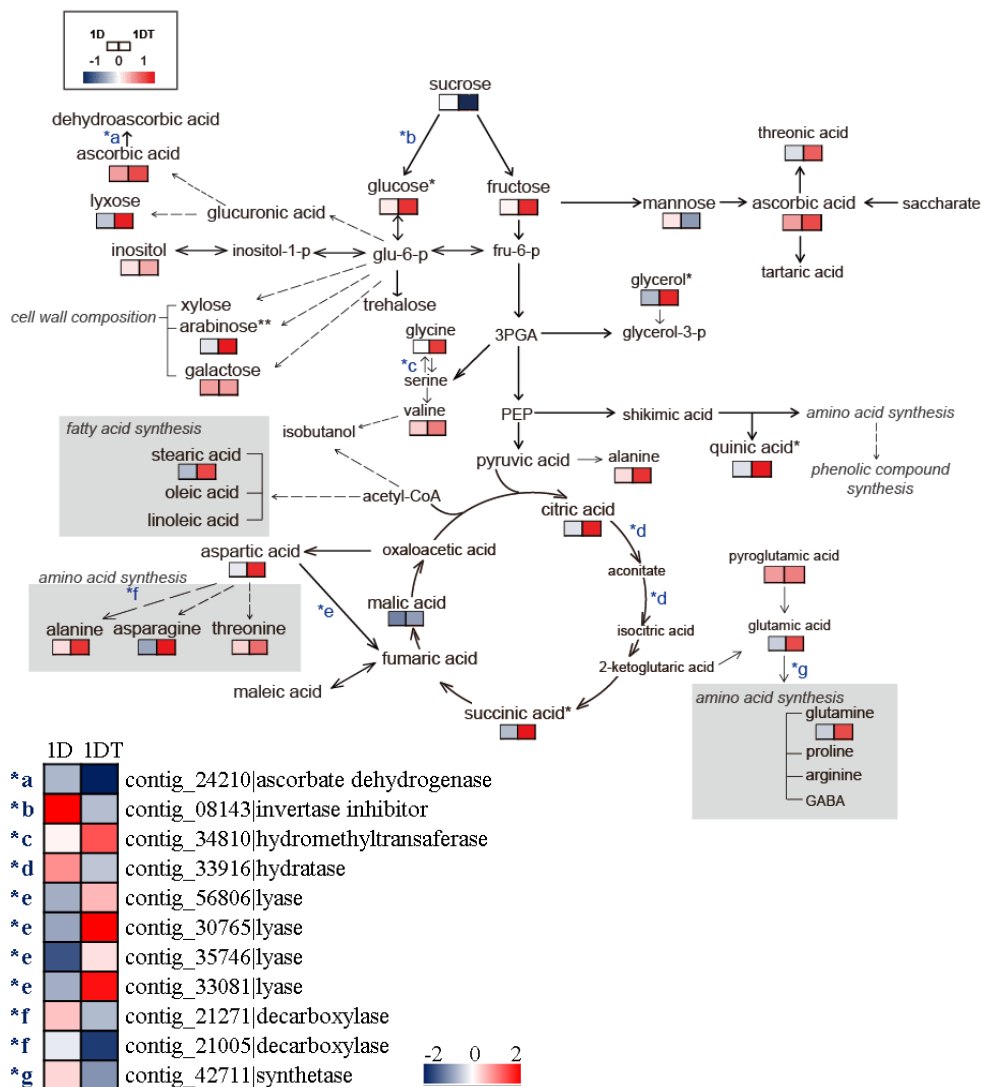 1D 1DT
-1 0 1
sucrose
dehydroascorbic acid
*a
*b
threonic acid
ascorbic acid
lyxose
glucose*
fructose
glucuronic acid
mannose
ascorbic acid
saccharate
inositol
inositol-1-p
glu-6-p
fru-6-p
tartaric acid
xylose
trehalose
glycerol*
cell wall composition
arabinose**
glycine
3PGA
glycerol-3-p
galactose
*c
serine
valine
PEP
shikimic acid
amino acid synthesis
fatty acid synthesis
isobutanol
quinic acid*
stearic acid
pyruvic acid
alanine
phenolic compound
synthesis
oleic acid
acetyl-CoA
citric acid
linoleic acid
*d
aspartic acid
oxaloacetic acid
pyroglutamic acid
amino acid synthesis
aconitate
*f
*e
malic acid
*d
alanine
asparagine
threonine
isocitric acid
glutamic acid
fumaric acid
2-ketoglutaric acid
*g
maleic acid
succinic acid*
amino acid synthesis
glutamine
proline
arginine
GABA
1D 1DT
*a contig_24210|ascorbate dehydrogenase
*b contig_08143|invertase inhibitor
*c contig_34810|hydromethyltransaferase
*d contig_33916|hydratase
*e contig_56806|lyase
*e contig_30765|lyase
*e contig_35746|lyase
*e contig_33081|lyase
*f contig_21271|decarboxylase
*f contig_21005|decarboxylase
*g contig_42711|synthetase
-2 0 2